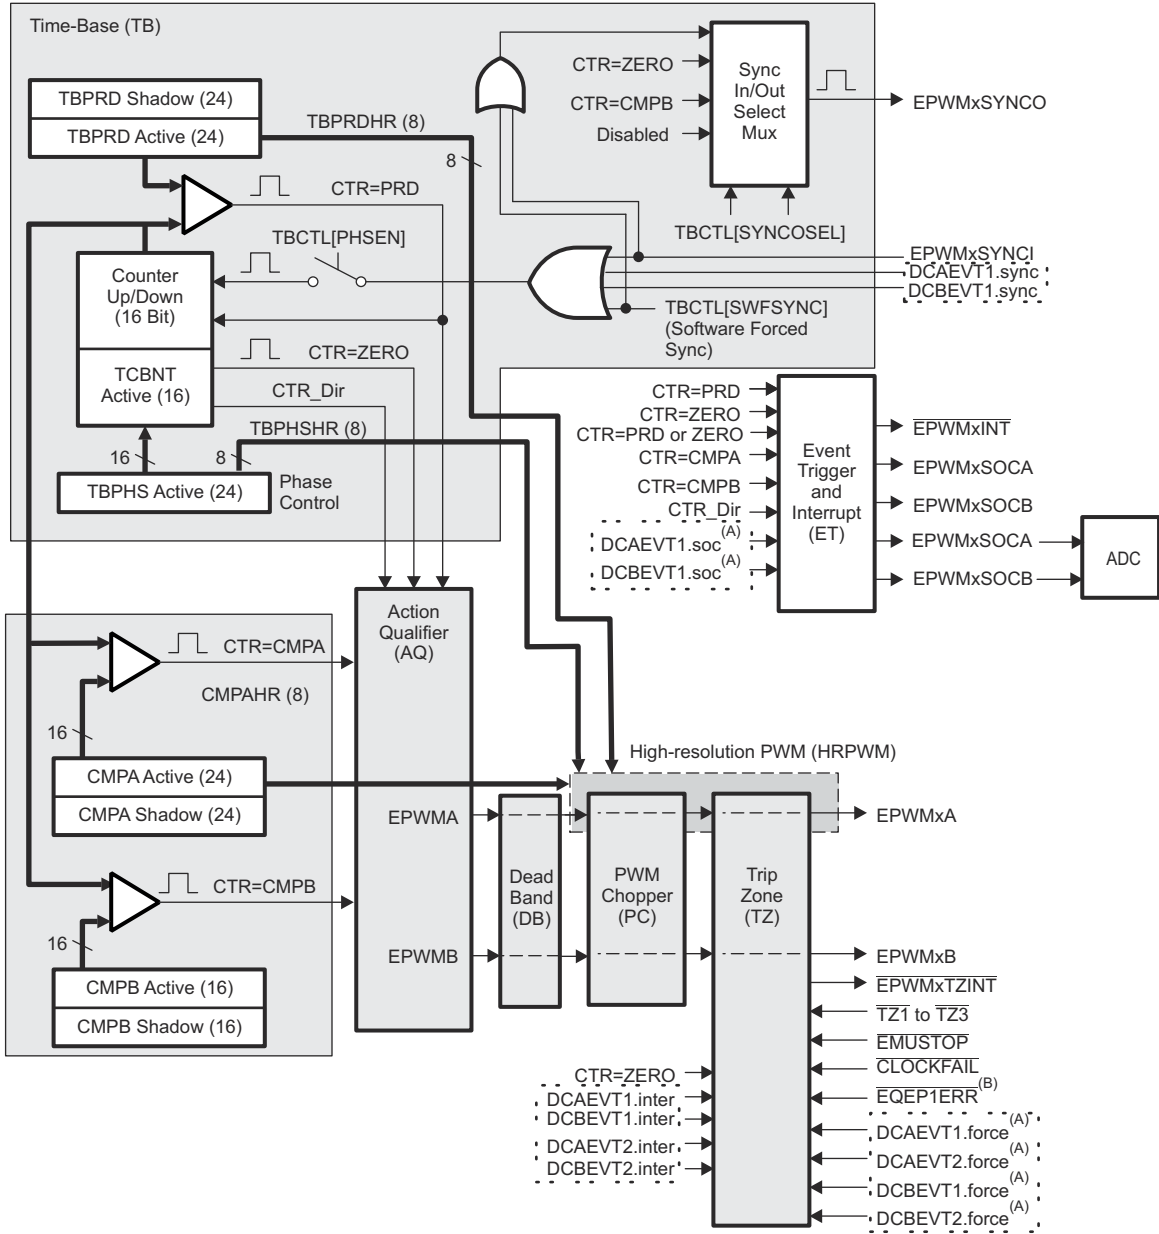 Time-Base (TB)
TBPRD Shadow (24)
TBPRD Active (24)
TBPRDHR (8)
8
CTR=PRD
TBCTL[PHSEN]
Counter
Up/Down
(16 Bit)
TCBNT
Active (16)
CTR=ZERO
CTR_Dir
TBPHSHR (8)
16
8
TBPHS Active (24)
Phase
Control
CTR=ZERO
CTR=CMPB
Disabled
Sync
In/Out
Select
Mux
EPWMxSYNCO
TBCTL[SYNCOSEL]
EPWMxSYNCI
DCAEVT1.sync
DCBEVT1.sync
TBCTL[SWFSYNC]
(Software Forced
Sync)
CTR=PRD
CTR=ZERO
CTR=PRD or ZERO
CTR=CMPA
CTR=CMPB
CTR_Dir
DCAEVT1.soc(A)
DCBEVT1.soc(A)
Event
Trigger
and
Interrupt
(ET)
EPWMxINT
EPWMxSOCA
EPWMxSOCB
EPWMxSOCA
EPWMxSOCB
ADC
Action
Qualifier
(AQ)
CTR=CMPA
CMPAHR (8)
16
CMPA Active (24)
CMPA Shadow (24)
CTR=CMPB
16
CMPB Active (16)
CMPB Shadow (16)
EPWMA
EPWMB
High-resolution PWM (HRPWM)
Dead
Band
(DB)
PWM
Chopper
(PC)
Trip
Zone
(TZ)
EPWMxA
EPWMxB
EPWMxTZINT
TZ1 to TZ3
EMUSTOP
CLOCKFAIL
EQEP1ERR(B)
DCAEVT1.force(A)
DCAEVT2.force(A)
DCBEVT1.force(A)
DCBEVT2.force(A)
CTR=ZERO
DCAEVT1.inter
DCBEVT1.inter
DCAEVT2.inter
DCBEVT2.inter